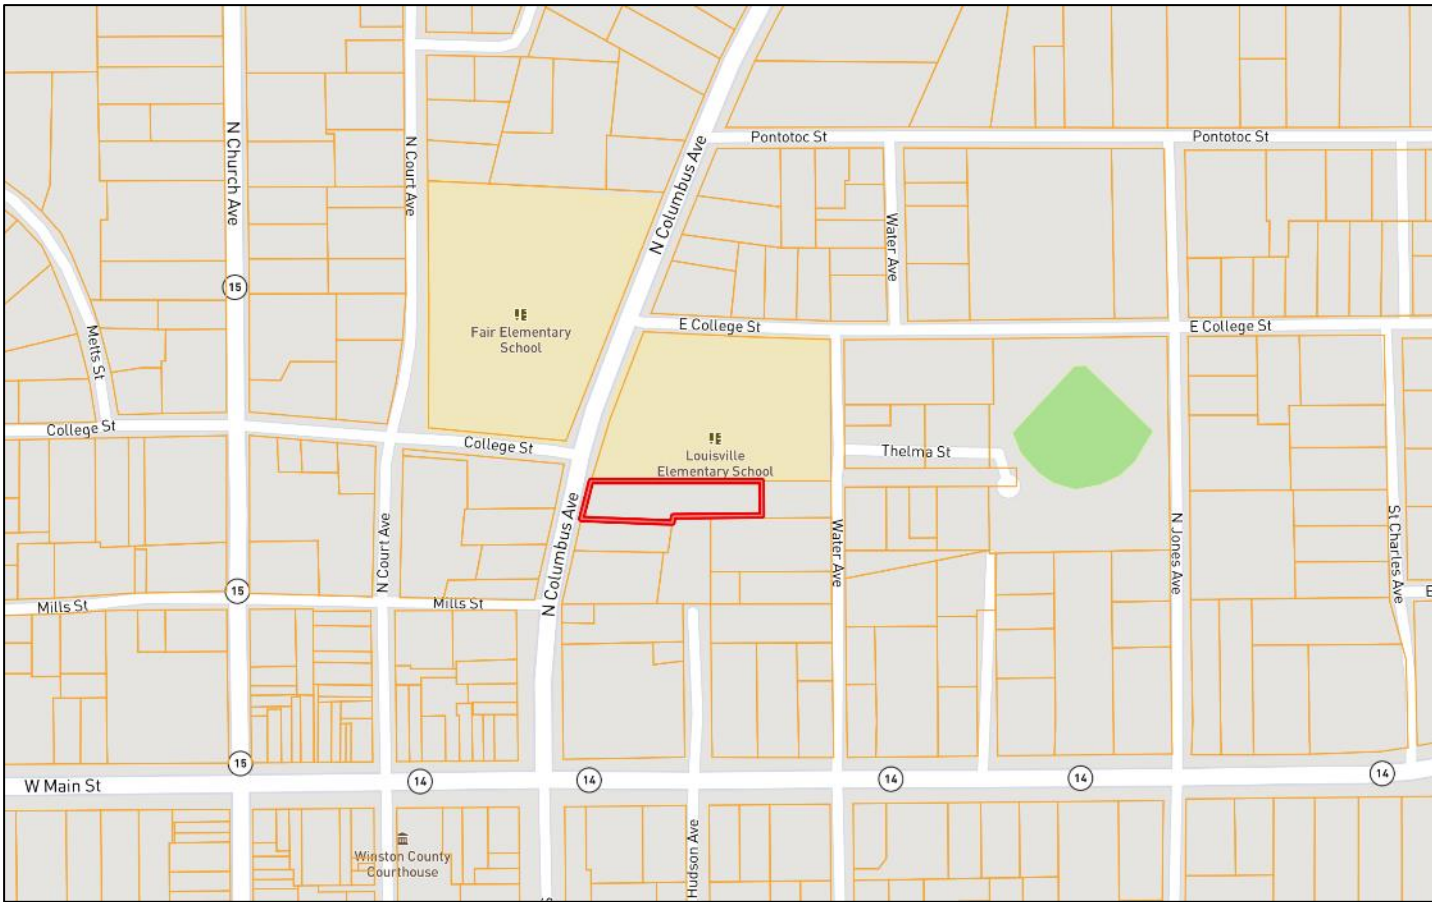 Pontotoc St
Pontotoc St
N Church Ave
N Court Ave
N Columbus Ave
Water Ave
15
Fair Elementary
School
E College St
E College St
Metts St
College St
College St
Louisville
Elementary School
Thelma St
N Columbus Ave
N Court Ave
Water Ave
N Jones Ave
St Charles Ave
15
Mills St
Mills St
E
15
W Main St
14
14
14
14
14
Winston County
Courthouse
Hudson Ave